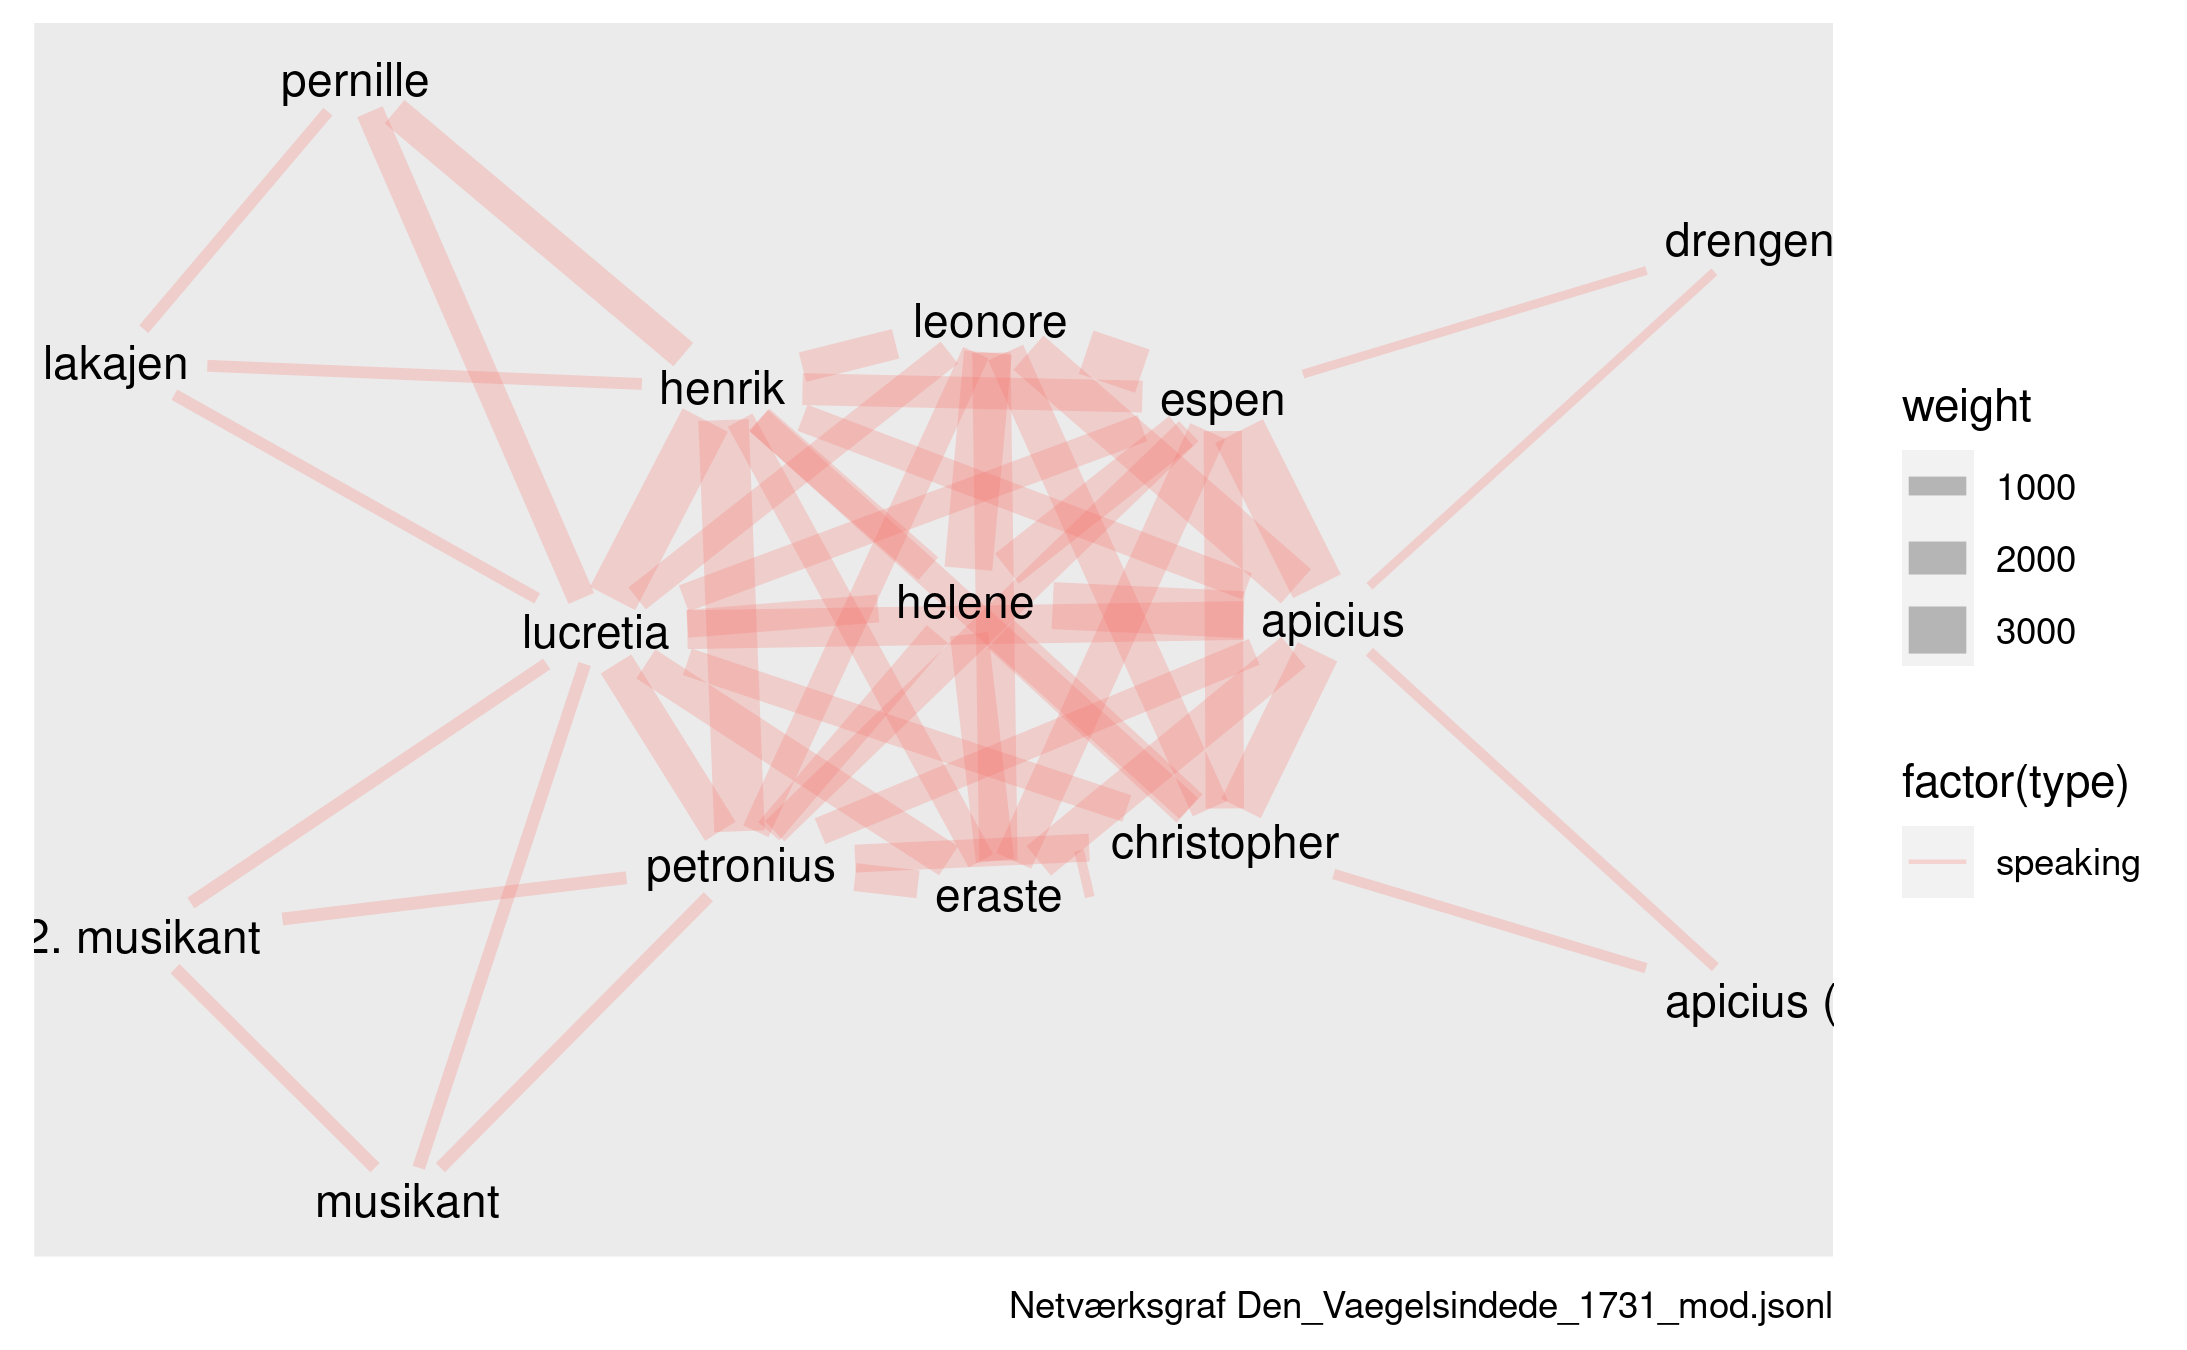 pernille
drengen
leonore
lakajen
henrik
espen
helene
lucretia
apicius
christopher
petronius
eraste
2. musikant
apicius (
musikant
weight
1000
2000
3000
factor(type)
speaking
Netværksgraf Den_Vaegelsindede_1731_mod.jsonl